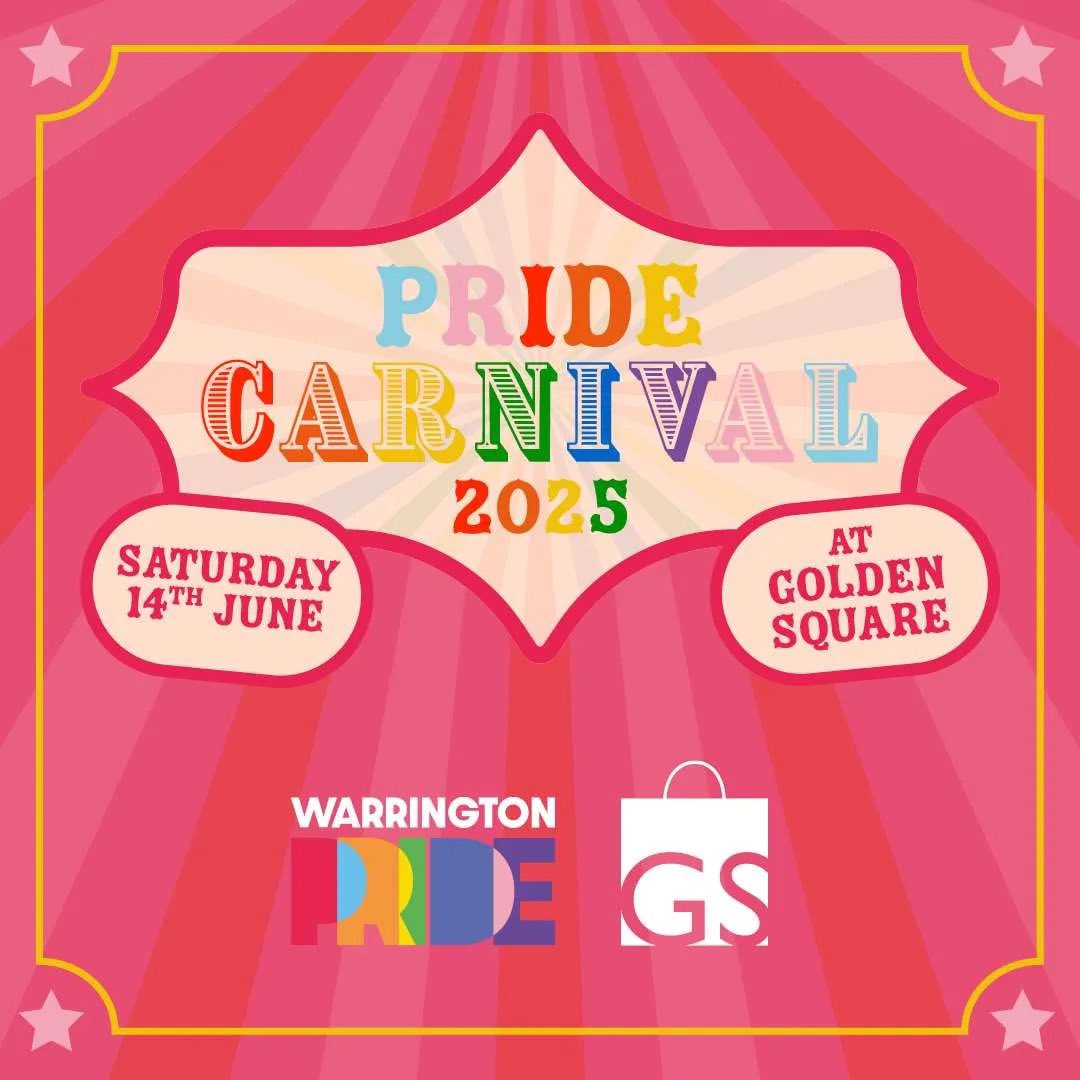 PRIDE
CARNIVAL
2025
SATURDAY
14TH JUNE
AT
GOLDEN
SQUARE
WARRINGTON
PRIDE
GS